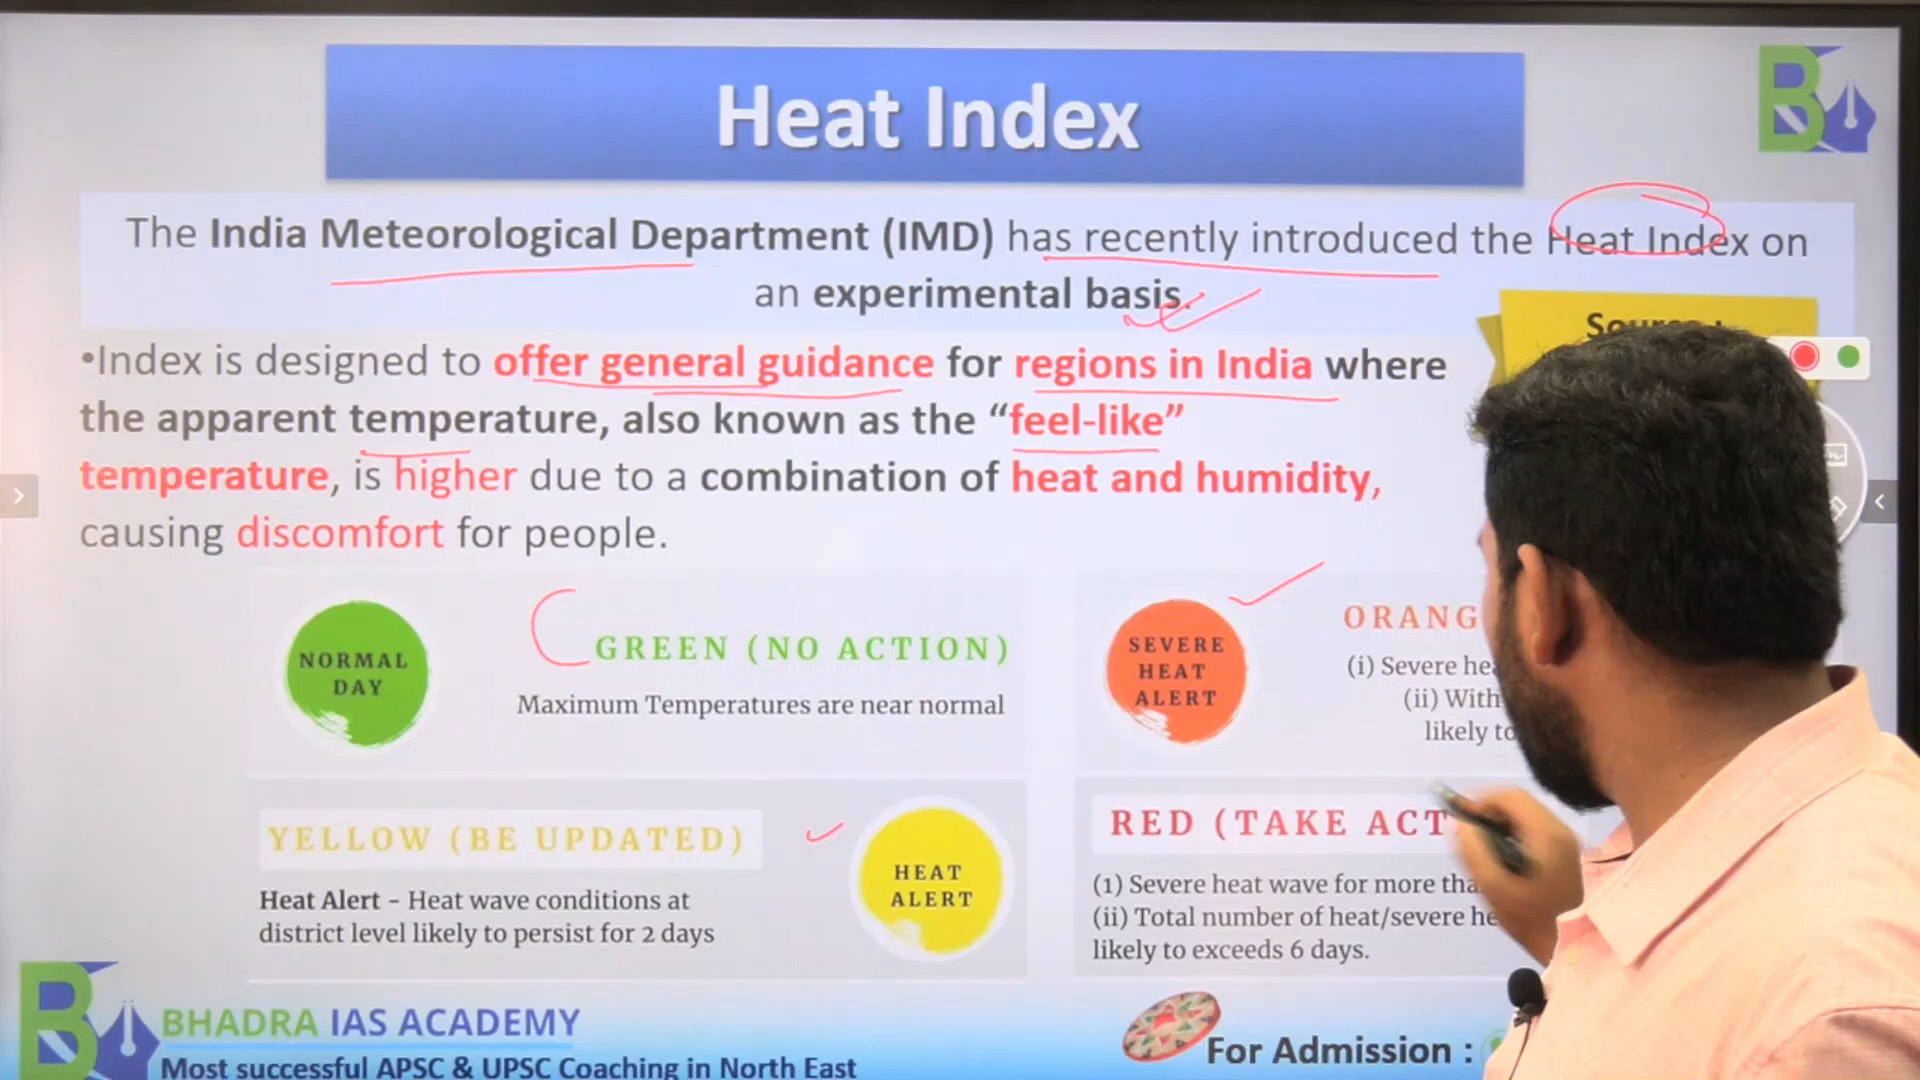 Heat Index
The India Meteorological Department (IMD) has recently introduced the Heat Index on
an experimental basis.
•Index is designed to offer general guidance for regions in India where
the apparent temperature, also known as the “feel-like”
temperature, is higher due to a combination of heat and humidity,
causing discomfort for people.
NORMAL
DAY
GREEN (NO ACTION)
Maximum Temperatures are near normal
SEVERE
HEAT
ALERT
(i) Severe
(ii) With
likely to
YELLOW (BE UPDATED)
Heat Alert - Heat wave conditions at
district level likely to persist for 2 days
HEAT
ALERT
RED (TAKE
(1) Severe heat wave for more
(ii) Total number of heat/severe
likely to exceeds 6 days.
BHADRA IAS ACADEMY
Most successful APSC & UPSC Coaching in North East
For Admission :